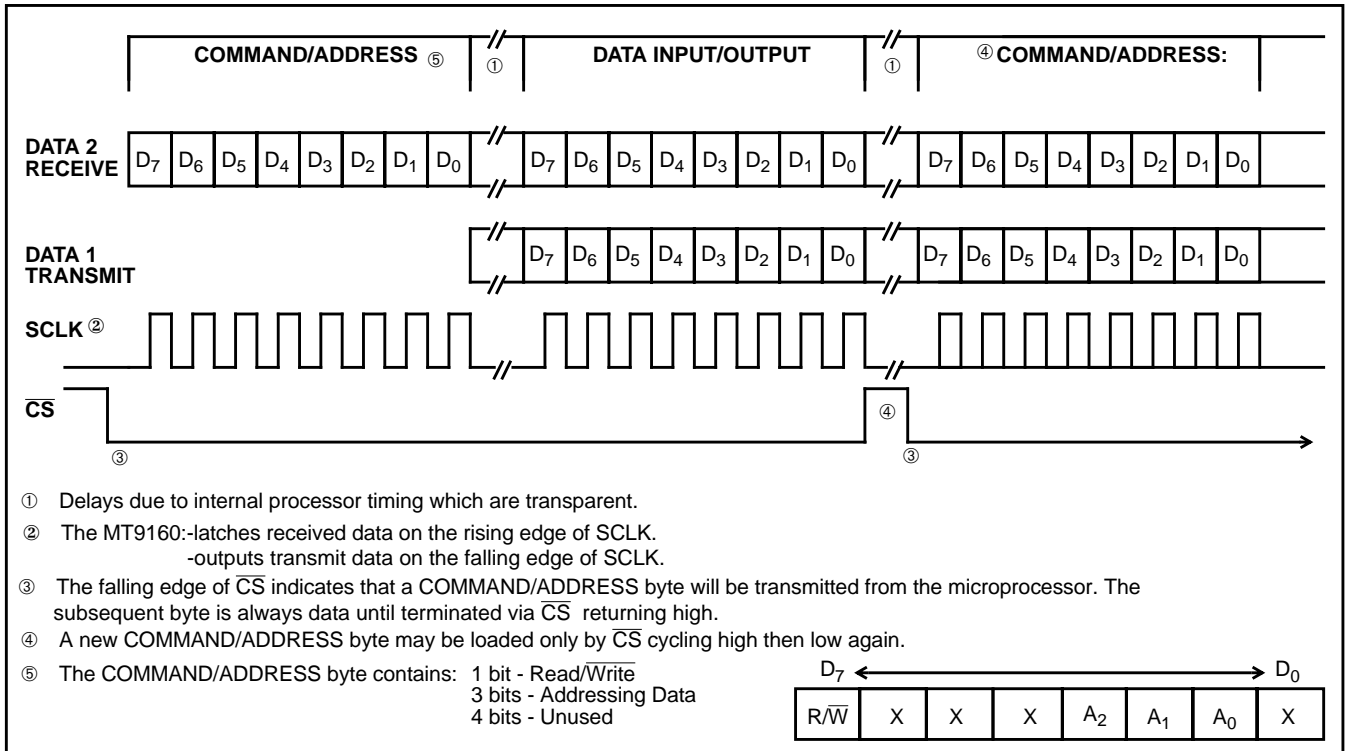 COMMAND/ADDRESS ⑤ ① DATA INPUT/OUTPUT ① ④ COMMAND/ADDRESS:
DATA 2
RECEIVE D7 D6 D5 D4 D3 D2 D1 D0 D7 D6 D5 D4 D3 D2 D1 D0 D7 D6 D5 D4 D3 D2 D1 D0
DATA 1
TRANSMIT D7 D6 D5 D4 D3 D2 D1 D0 D7 D6 D5 D4 D3 D2 D1 D0
SCLK ②
C̅S̅ ④
③ ③
① Delays due to internal processor timing which are transparent.
② The MT9160:-latches received data on the rising edge of SCLK.
-outputs transmit data on the falling edge of SCLK.
③ The falling edge of C̅S̅ indicates that a COMMAND/ADDRESS byte will be transmitted from the microprocessor. The
subsequent byte is always data until terminated via C̅S̅ returning high.
④ A new COMMAND/ADDRESS byte may be loaded only by C̅S̅ cycling high then low again.
⑤ The COMMAND/ADDRESS byte contains: 1 bit - Read/W̅r̅i̅t̅e̅
3 bits - Addressing Data
4 bits - Unused
D7 D0
R/W̅ X X X A2 A1 A0 X